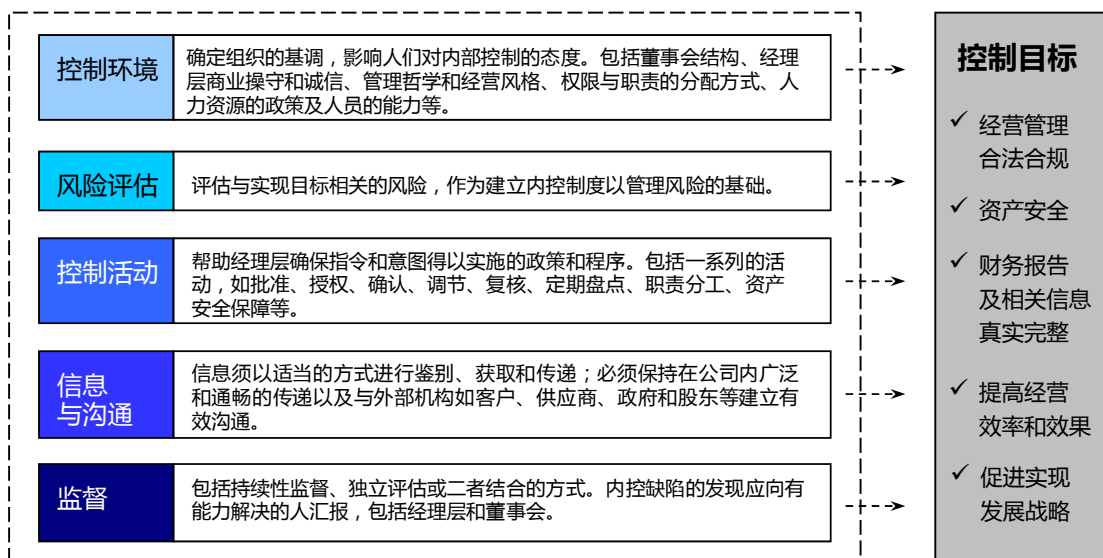 控制环境
确定组织的基调，影响人们对内部控制的态度。包括董事会结构、经理
层商业操守和诚信、管理哲学和经营风格、权限与职责的分配方式、人
力资源的政策及人员的能力等。
风险评估
评估与实现目标相关的风险，作为建立内控制度以管理风险的基础。
控制活动
帮助经理层确保指令和意图得以实施的政策和程序。包括一系列的活
动，如批准、授权、确认、调节、复核、定期盘点、职责分工、资产
安全保障等。
信息
与沟通
信息须以适当的方式进行鉴别、获取和传递；必须保持在公司内广泛
和通畅的传递以及与外部机构如客户、供应商、政府和股东等建立有
效沟通。
监督
包括持续性监督、独立评估或二者结合的方式。内控缺陷的发现应向有
能力解决的人汇报，包括经理层和董事会。
控制目标
✓ 经营管理
合法合规
✓ 资产安全
✓ 财务报告
及相关信息
真实完整
✓ 提高经营
效率和效果
✓ 促进实现
发展战略